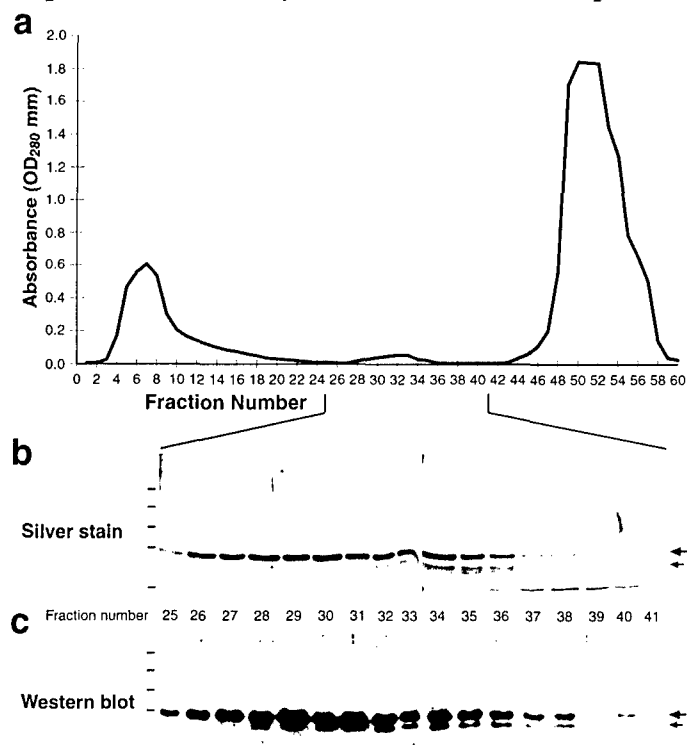 a
Absorbance (OD280 mm)
2.0
1.8
1.6
1.4
1.2
1.0
0.8
0.6
0.4
0.2
0.0
0 2 4 6 8 10 12 14 16 18 20 22 24 26 28 30 32 34 36 38 40 42 44 46 48 50 52 54 56 58 60
Fraction Number
b
Silver stain
Fraction number 25 26 27 28 29 30 31 32 33 34 35 36 37 38 39 40 41
c
Western blot